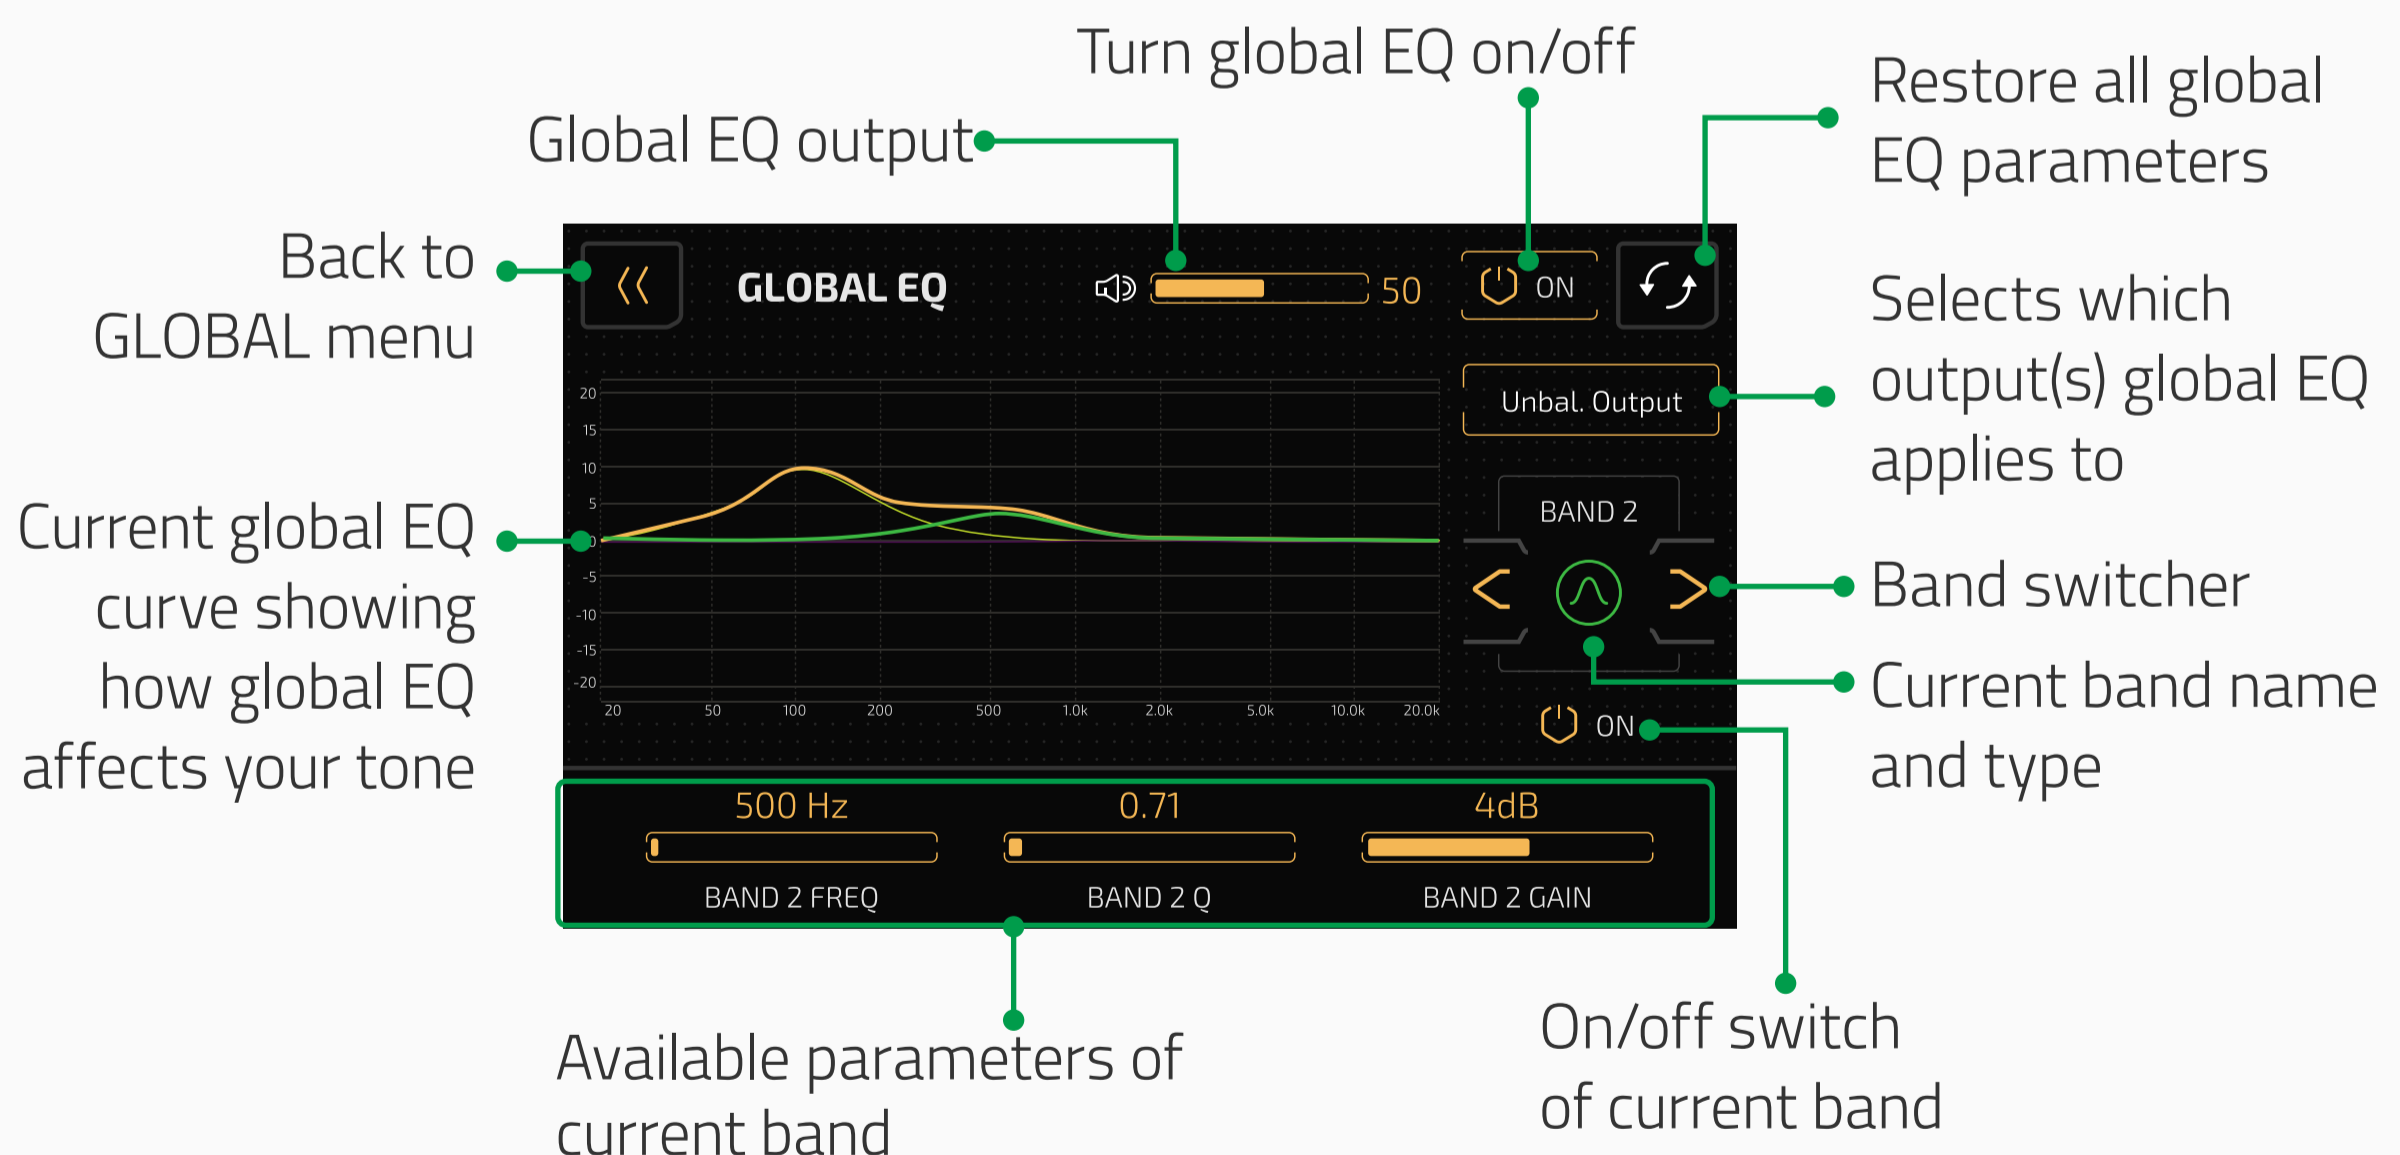 Turn global EQ on/off
Restore all global
EQ parameters
Global EQ output
Back to
GLOBAL menu
GLOBAL EQ
50
ON
Selects which
output(s) global EQ
applies to
Unbal. Output
20
15
10
5
0
-5
-10
-15
-20
20 50 100 200 500 1.0k 2.0k 5.0k 10.0k 20.0k
Current global EQ
curve showing
how global EQ
affects your tone
BAND 2
Band switcher
Current band name
and type
ON
500 Hz 0.71 4dB
BAND 2 FREQ BAND 2 Q BAND 2 GAIN
Available parameters of
current band
On/off switch
of current band